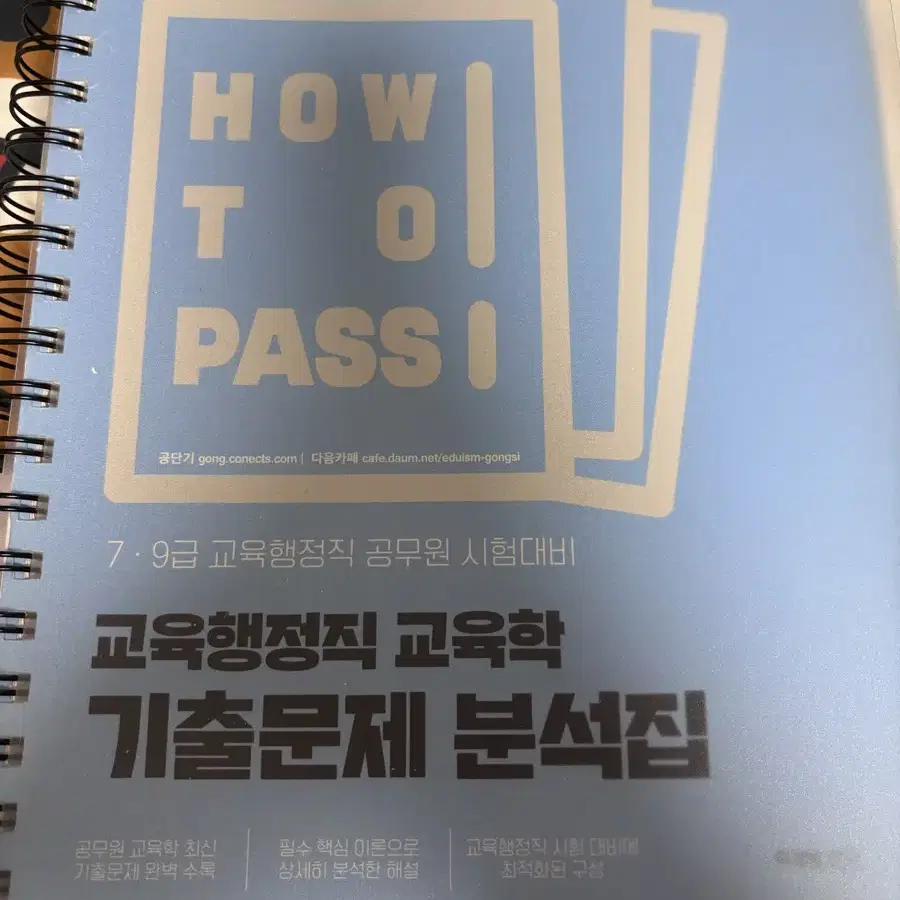 HOW
TO
PASS
공단기 gong.conects.com | 다음카페 cafe.daum.net/eduism-gongsi
7 · 9급 교육행정직 공무원 시험대비
교육행정직 교육학
기출문제 분석집
공무원 교육학 최신
기출문제 완벽 수록
필수 핵심 이론으로
상세히 분석한 해설
교육행정직 시험 대비에
최적화된 구성